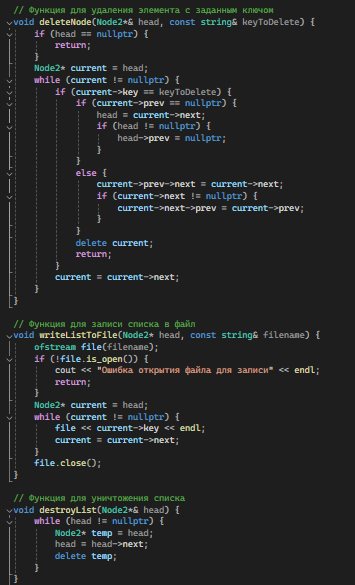 // Функция для удаления элемента с заданным ключом
void deleteNode(Node2*& head, const string& keyToDelete) {
    if (head == nullptr) {
        return;
    }
    Node2* current = head;
    while (current != nullptr) {
        if (current->key == keyToDelete) {
            if (current->prev == nullptr) {
                head = current->next;
                if (head != nullptr) {
                    head->prev = nullptr;
                }
            }
            else {
                current->prev->next = current->next;
                if (current->next != nullptr) {
                    current->next->prev = current->prev;
                }
            }
            delete current;
            return;
        }
        current = current->next;
    }
}

// Функция для записи списка в файл
void writeListToFile(Node2* head, const string& filename) {
    ofstream file(filename);
    if (!file.is_open()) {
        cout << "Ошибка открытия файла для записи" << endl;
        return;
    }
    Node2* current = head;
    while (current != nullptr) {
        file << current->key << endl;
        current = current->next;
    }
    file.close();
}

// Функция для уничтожения списка
void destroyList(Node2*& head) {
    while (head != nullptr) {
        Node2* temp = head;
        head = head->next;
        delete temp;
    }
}